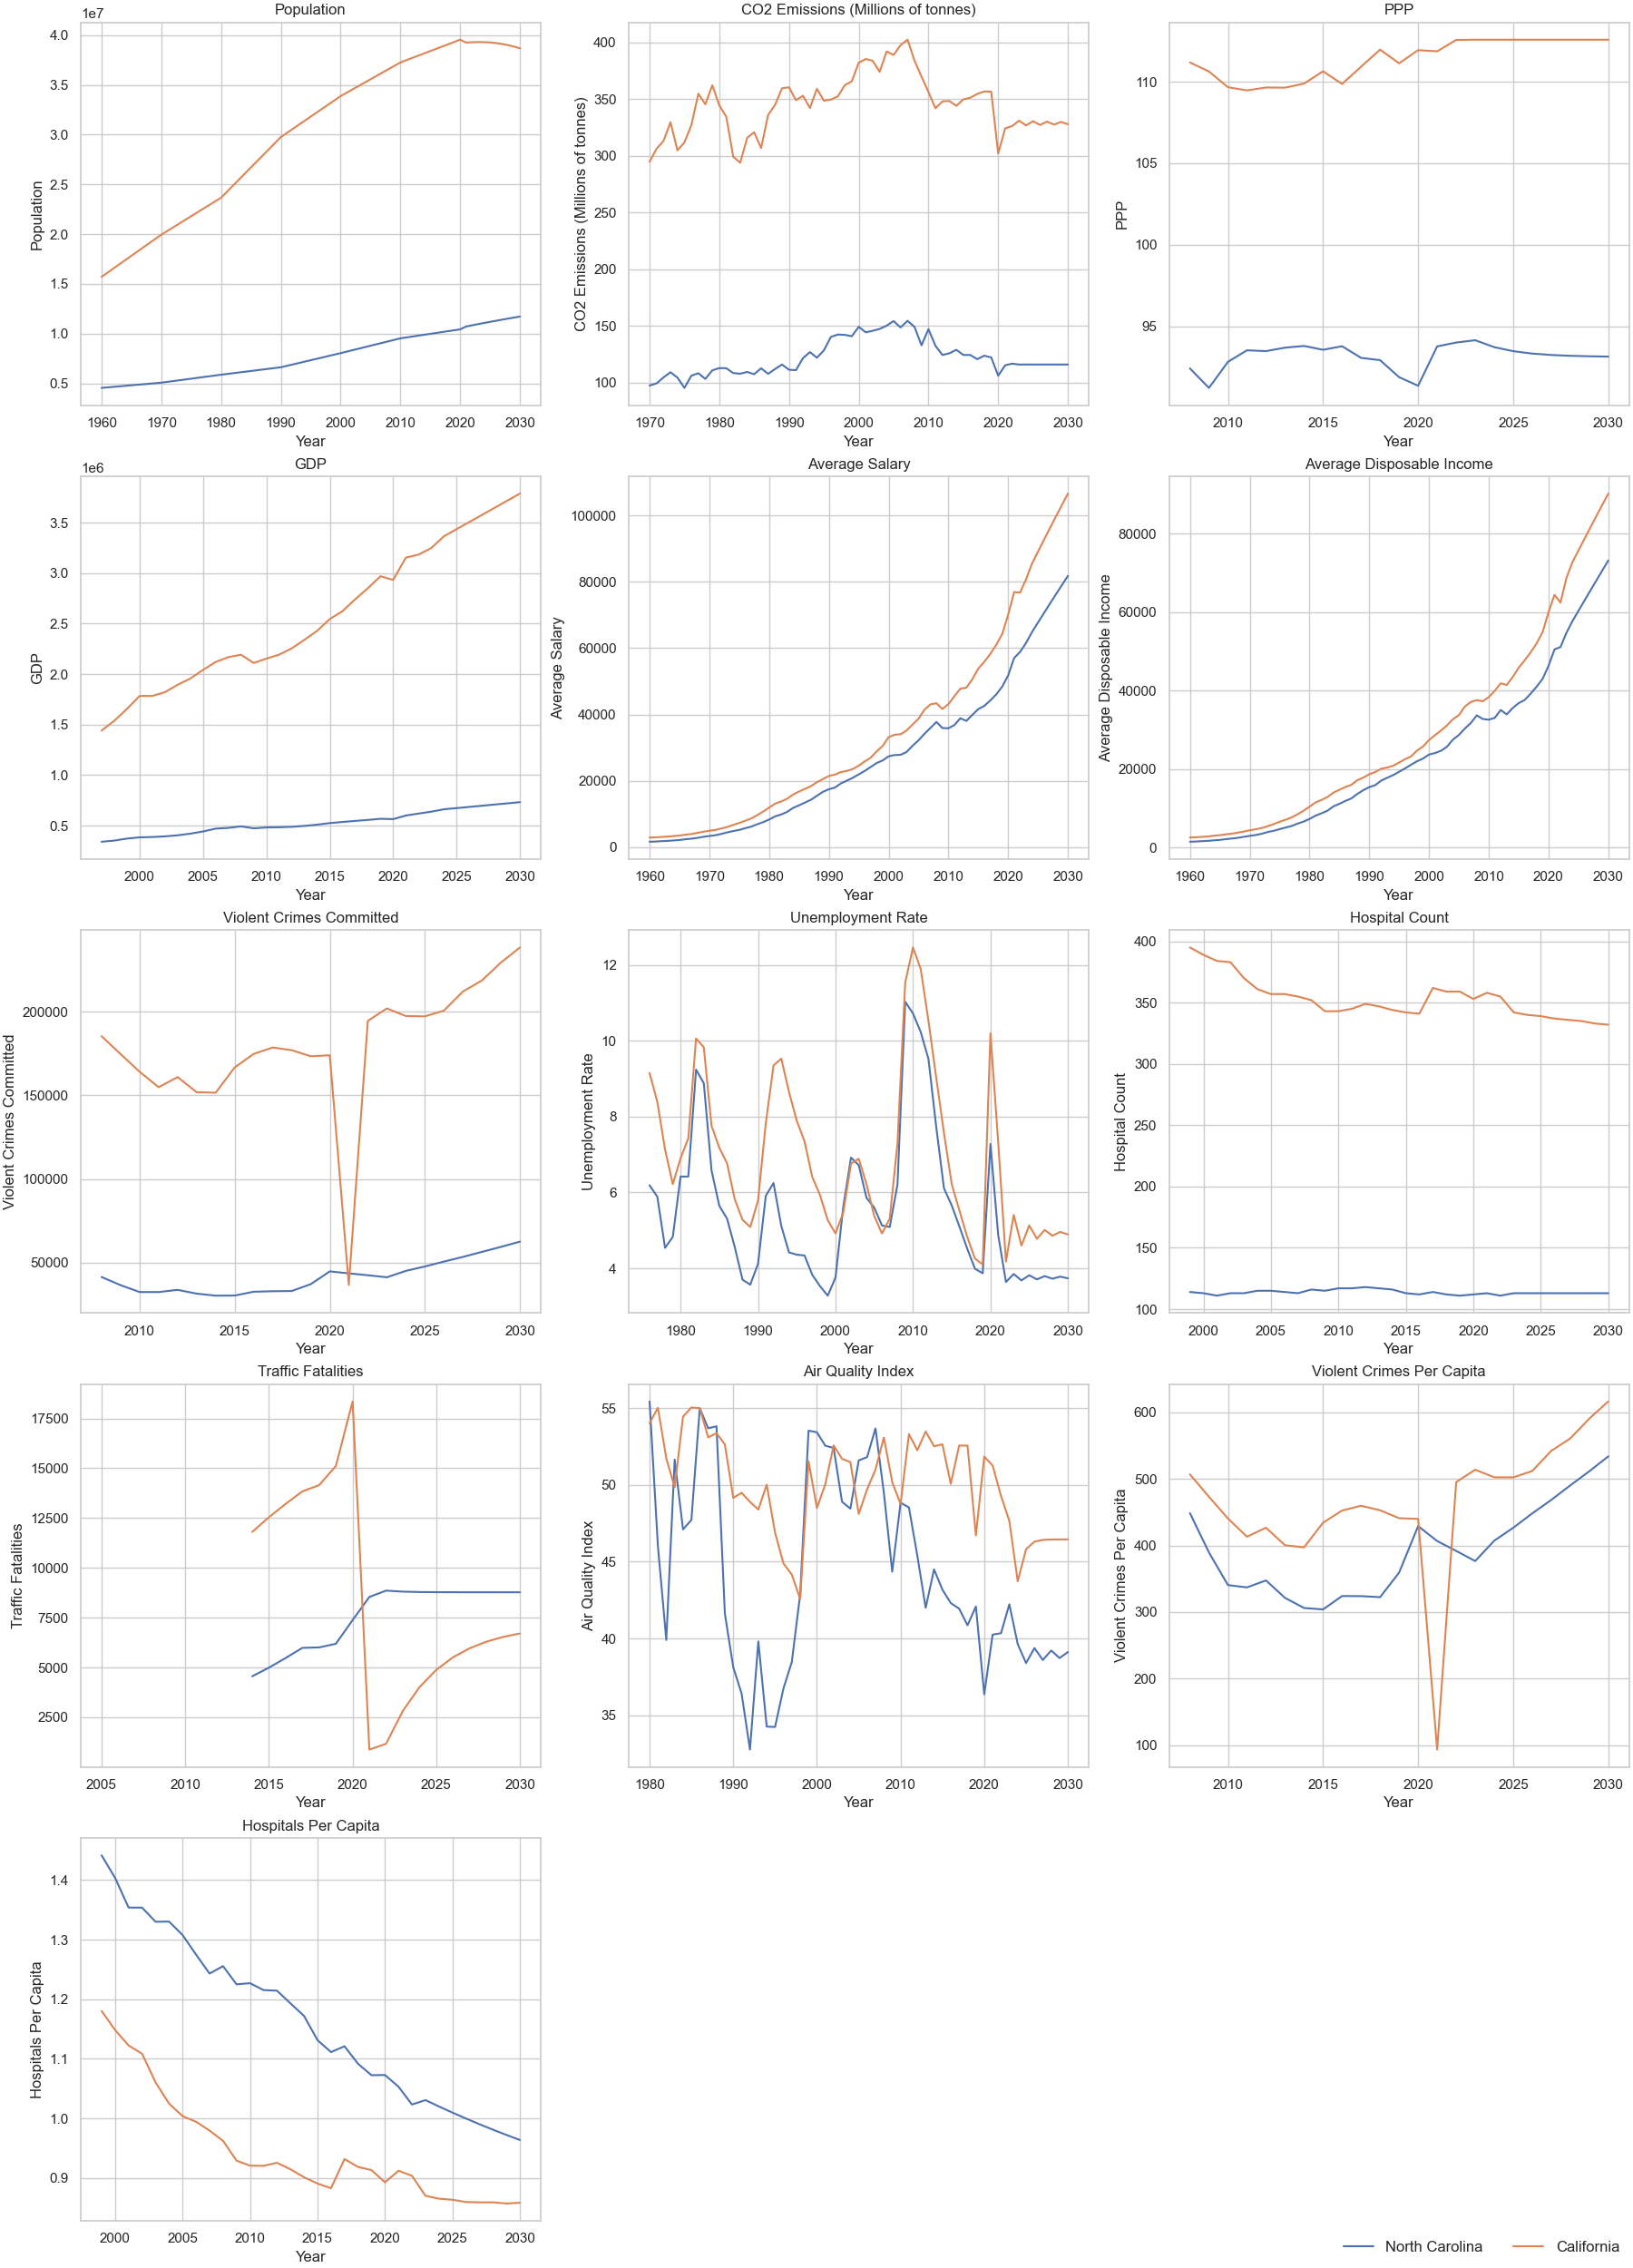 Population
1e7
4.0
3.5
3.0
2.5
2.0
1.5
1.0
0.5
Population
1960 1970 1980 1990 2000 2010 2020 2030
Year
CO2 Emissions (Millions of tonnes)
400
350
300
250
200
150
100
CO2 Emissions (Millions of tonnes)
1970 1980 1990 2000 2010 2020 2030
Year
PPP
110
105
100
95
PPP
2010 2015 2020 2025 2030
Year
GDP
1e6
3.5
3.0
2.5
2.0
1.5
1.0
0.5
GDP
2000 2005 2010 2015 2020 2025 2030
Year
Average Salary
100000
80000
60000
40000
20000
0
Average Salary
1960 1970 1980 1990 2000 2010 2020 2030
Year
Average Disposable Income
80000
60000
40000
20000
0
Average Disposable Income
1960 1970 1980 1990 2000 2010 2020 2030
Year
Violent Crimes Committed
200000
150000
100000
50000
Violent Crimes Committed
2010 2015 2020 2025 2030
Year
Unemployment Rate
12
10
8
6
4
Unemployment Rate
1980 1990 2000 2010 2020 2030
Year
Hospital Count
400
350
300
250
200
150
100
Hospital Count
2000 2005 2010 2015 2020 2025 2030
Year
Traffic Fatalities
17500
15000
12500
10000
7500
5000
2500
Traffic Fatalities
2005 2010 2015 2020 2025 2030
Year
Air Quality Index
55
50
45
40
35
Air Quality Index
1980 1990 2000 2010 2020 2030
Year
Violent Crimes Per Capita
600
500
400
300
200
100
Violent Crimes Per Capita
2010 2015 2020 2025 2030
Year
Hospitals Per Capita
1.4
1.3
1.2
1.1
1.0
0.9
Hospitals Per Capita
2000 2005 2010 2015 2020 2025 2030
Year
North Carolina California